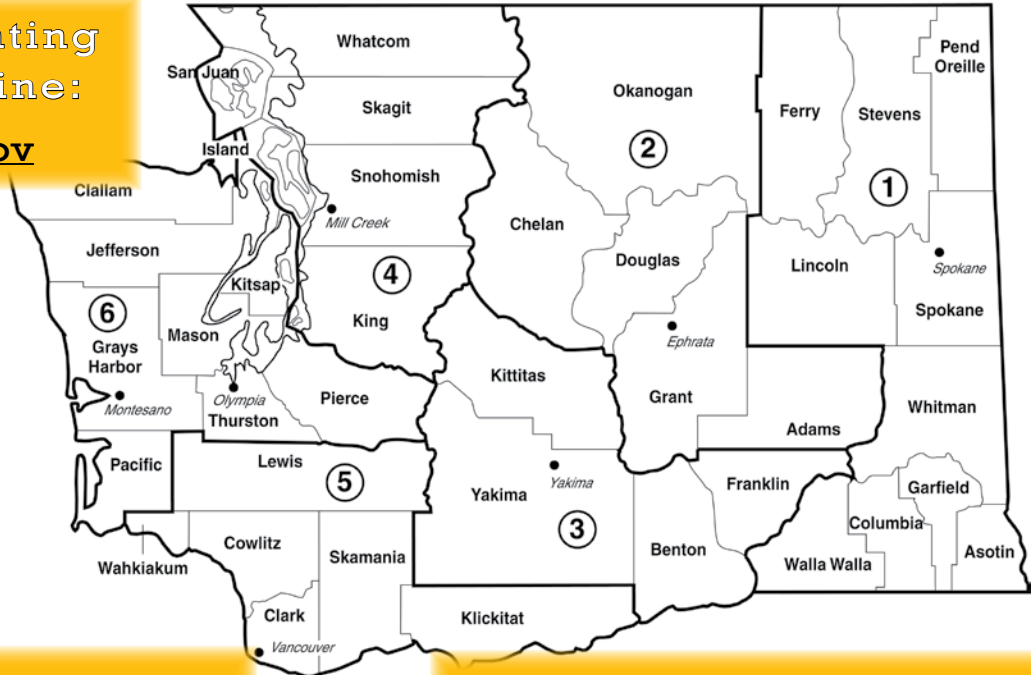 ting
ine:
ov
Whatcom
San Juan
Skagit
Island
Snohomish
Mill Creek
Clallam
Jefferson
Kitsap
4
King
6
Grays
Harbor
Mason
Montesano
Olympia
Thurston
Pierce
Pacific
Lewis
5
Wahkiakum
Cowlitz
Skamania
Clark
Vancouver
Okanogan
2
Chelan
Douglas
Ephrata
Kittitas
Grant
Adams
Yakima
Yakima
3
Benton
Franklin
Klickitat
Ferry
Stevens
Pend
Oreille
1
Lincoln
Spokane
Spokane
Whitman
Garfield
Columbia
Walla Walla
Asotin